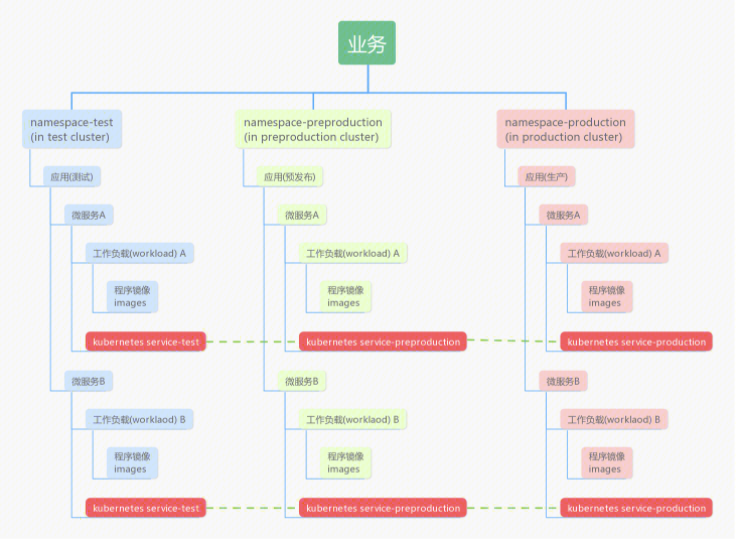 业务
namespace-test
(in test cluster)
应用(测试)
微服务A
工作负载(workload) A
程序镜像
images
kubernetes service-test
微服务B
工作负载(worklaod) B
程序镜像
images
kubernetes service-test
namespace-preproduction
(in preproduction cluster)
应用(预发布)
微服务A
工作负载(workload) A
程序镜像
images
kubernetes service-preproduction
微服务B
工作负载(worklaod) B
程序镜像
images
kubernetes service-preproduction
namespace-production
(in production cluster)
应用(生产)
微服务A
工作负载(workload) A
程序镜像
images
kubernetes service-production
微服务B
工作负载(worklaod) B
程序镜像
images
kubernetes service-production